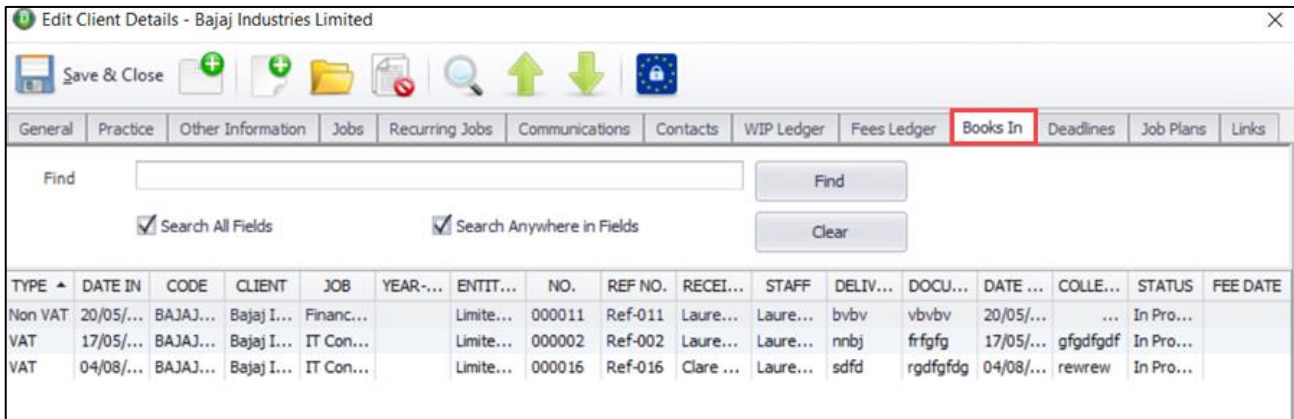 Edit Client Details - Bajaj Industries Limited
Save & Close
General Practice Other Information Jobs Recurring Jobs Communications Contacts WIP Ledger Fees Ledger Books In Deadlines Job Plans Links
Find Find
Search All Fields Search Anywhere in Fields Clear
TYPE DATE IN CODE CLIENT JOB YEAR-... ENTIT... NO. REF NO. RECEI... STAFF DELIV... DOCU... DATE ... COLLE... STATUS FEE DATE
Non VAT 20/05/... BAJAJ... Bajaj I... Financ... Limite... 000011 Ref-011 Laure... Laure... bvbv vbvbv 20/05/... ... In Pro...
VAT 17/05/... BAJAJ... Bajaj I... IT Con... Limite... 000002 Ref-002 Laure... Laure... nnbj frfgfg 17/05/... gfgdfgdf In Pro...
VAT 04/08/... BAJAJ... Bajaj I... IT Con... Limite... 000016 Ref-016 Clare ... Laure... sdfd rgdfgfdg 04/08/... rewrew In Pro...